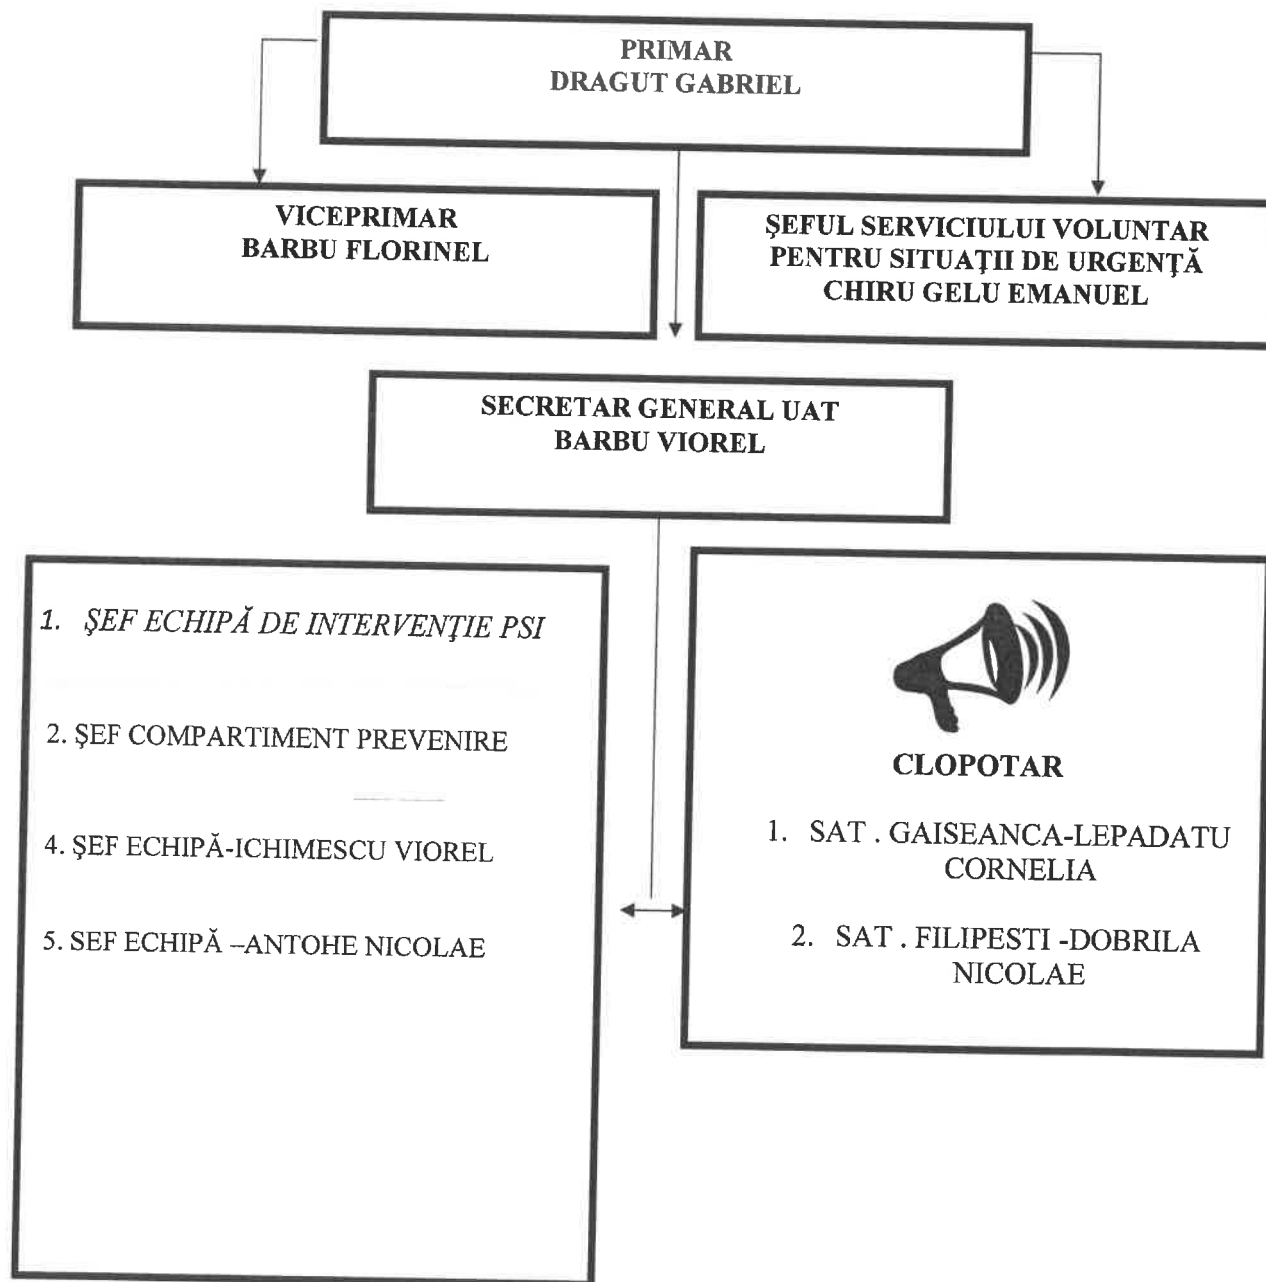 PRIMAR
DRAGUT GABRIEL
VICEPRIMAR
BARBU FLORINEL
ŞEFUL SERVICIULUI VOLUNTAR
PENTRU SITUAŢII DE URGENŢĂ
CHIRU GELU EMANUEL
SECRETAR GENERAL UAT
BARBU VIOREL
1. ŞEF ECHIPĂ DE INTERVENŢIE PSI
2. ŞEF COMPARTIMENT PREVENIRE
4. ŞEF ECHIPĂ-ICHIMESCU VIOREL
5. SEF ECHIPĂ –ANTOHE NICOLAE
CLOPOTAR
1. SAT . GAISEANCA-LEPADATU
CORNELIA
2. SAT . FILIPESTI -DOBRILA
NICOLAE